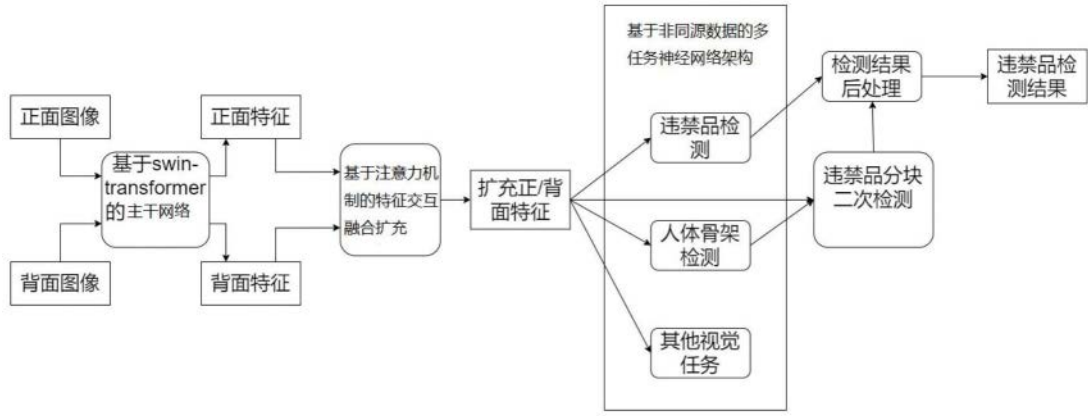 正面图像
背面图像
基于swin-
transformer
的主干网络
正面特征
背面特征
基于注意力机
制的特征交互
融合扩充
扩充正/背
面特征
基于非同源数据的多
任务神经网络架构
违禁品检
测
人体骨架
检测
其他视觉
任务
违禁品分块
二次检测
检测结果
后处理
违禁品检
测结果